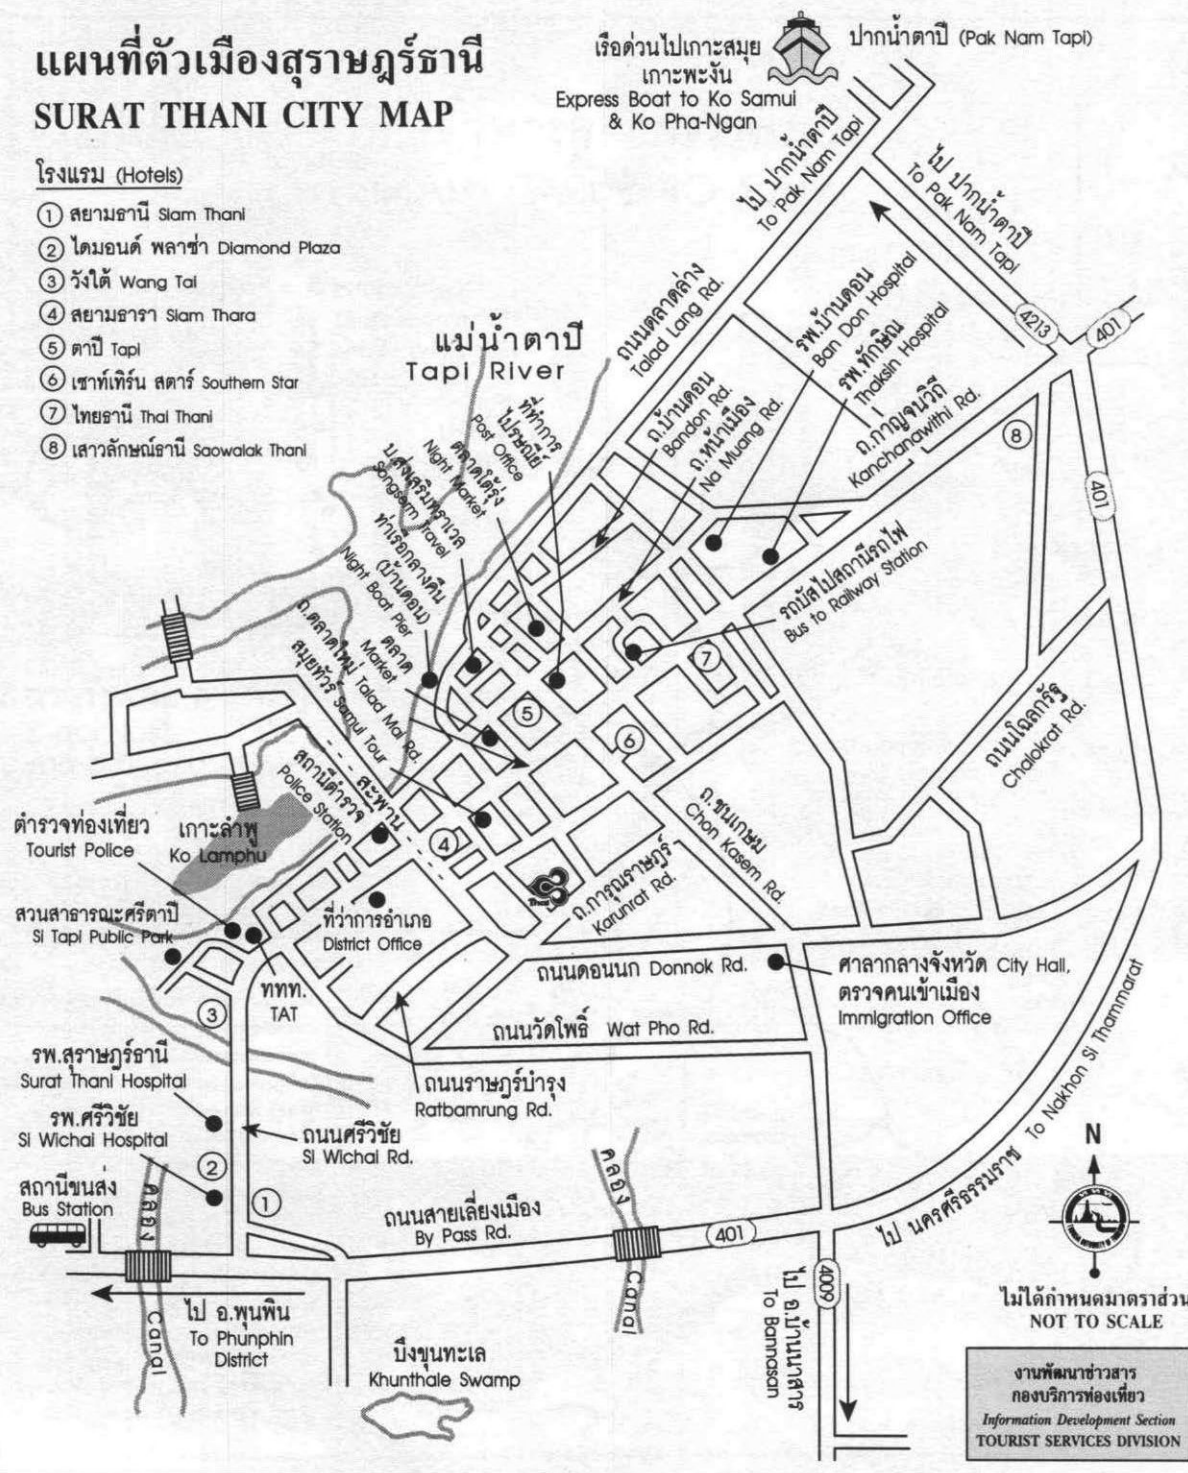 แผนที่ตัวเมืองสุราษฎร์ธานี
SURAT THANI CITY MAP
โรงแรม (Hotels)
1 สยามธานี Siam Thani
2 ไดมอนด์ พลาซ่า Diamond Plaza
3 วังใต้ Wang Tai
4 สยามธารา Siam Thara
5 ตาปี Tapi
6 เซาท์เทิร์น สตาร์ Southern Star
7 ไทยธานี Thai Thani
8 เสาวลักษณ์ธานี Saowalak Thani
เรือด่วนไปเกาะสมุย
เกาะพะงัน
Express Boat to Ko Samui
& Ko Pha-Ngan
ปากน้ำตาปี (Pak Nam Tapi)
ไป ปากน้ำตาปี
To Pak Nam Tapi
ไป ปากน้ำตาปี
To Pak Nam Tapi
4213
401
401
แม่น้ำตาปี
Tapi River
ถนนตลาดล่าง
Talad Lang Rd.
ถ.บ้านดอน
Bandon Rd.
ถ.หน้าเมือง
Na Muang Rd.
รพ.บ้านดอน
Ban Don Hospital
รพ.ทักษิณ
Thaksin Hospital
ถ.กาญจนวิถี
Kanchanawithi Rd.
8
ที่ทำการ
ไปรษณีย์
Post Office
ตลาดโต้รุ่ง
Night Market
บ.ส่งเสริมทราเวล
Songserm Travel
ท่าเรือกลางคืน
(บ้านดอน)
Night Boat Pier
ตลาด
Market
ถ.ตลาดใหม่ Talad Mai Rd.
สมุยทัวร์ Samui Tour
รถบัสไปสถานีรถไฟ
Bus to Railway Station
7
5
6
4
ถนนโฉลกรัฐ
Chalokrat Rd.
สะพาน
สถานีตำรวจ
Police Station
ถ.ชนเกษม
Chon Kasem Rd.
ถ.การุณราษฎร์
Karunrat Rd.
Thai
ตำรวจท่องเที่ยว
Tourist Police
เกาะลำพู
Ko Lamphu
สวนสาธารณะศรีตาปี
Si Tapi Public Park
ที่ว่าการอำเภอ
District Office
ททท.
TAT
3
ถนนดอนนก Donnok Rd.
ศาลากลางจังหวัด City Hall,
ตรวจคนเข้าเมือง
Immigration Office
ถนนวัดโพธิ์ Wat Pho Rd.
รพ.สุราษฎร์ธานี
Surat Thani Hospital
ถนนราษฎร์บำรุง
Ratbamrung Rd.
รพ.ศรีวิชัย
Si Wichai Hospital
ถนนศรีวิชัย
Si Wichai Rd.
2
1
สถานีขนส่ง
Bus Station
คลอง
Canal
ถนนสายเลี่ยงเมือง
By Pass Rd.
คลอง
Canal
401
ไป นครศรีธรรมราช To Nakhon Si Thammarat
4009
ไป อ.บ้านนาสาร
To Bannasan
ไป อ.พุนพิน
To Phunphin
District
บึงขุนทะเล
Khunthale Swamp
N
ไม่ได้กำหนดมาตราส่วน
NOT TO SCALE
งานพัฒนาข่าวสาร
กองบริการท่องเที่ยว
Information Development Section
TOURIST SERVICES DIVISION